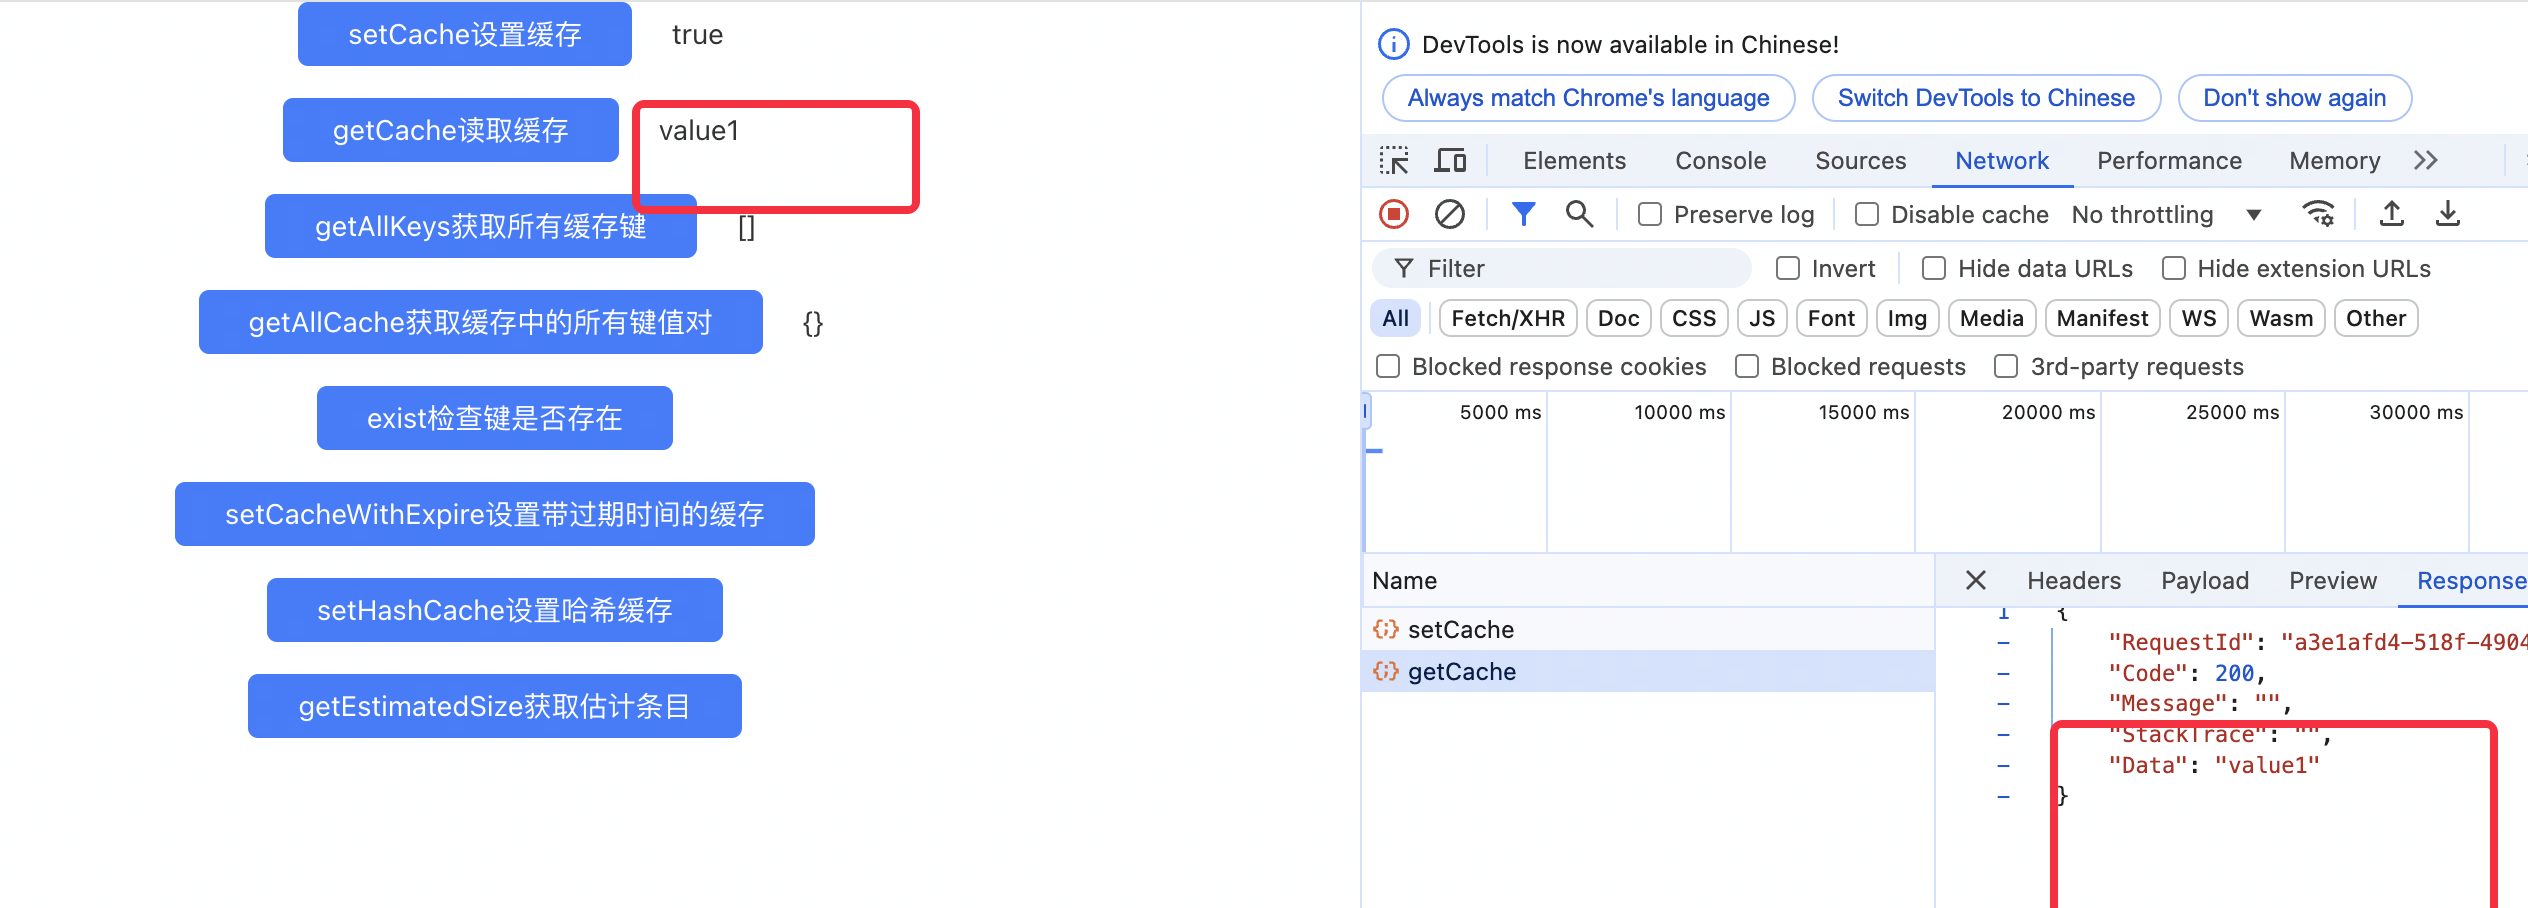 setCache设置缓存
true
getCache读取缓存
value1
getAllKeys获取所有缓存键
[]
getAllCache获取缓存中的所有键值对
{}
exist检查键是否存在
setCacheWithExpire设置带过期时间的缓存
setHashCache设置哈希缓存
getEstimatedSize获取估计条目
DevTools is now available in Chinese!
Always match Chrome's language
Switch DevTools to Chinese
Don't show again
Elements Console Sources Network Performance Memory
Preserve log Disable cache No throttling
Filter Invert Hide data URLs Hide extension URLs
All Fetch/XHR Doc CSS JS Font Img Media Manifest WS Wasm Other
Blocked response cookies Blocked requests 3rd-party requests
5000 ms 10000 ms 15000 ms 20000 ms 25000 ms 30000 ms
Name
setCache
getCache
Headers Payload Preview Response
1 {
- "RequestId": "a3e1afd4-518f-4904
- "Code": 200,
- "Message": "",
- "StackTrace": "",
- "Data": "value1"
- }